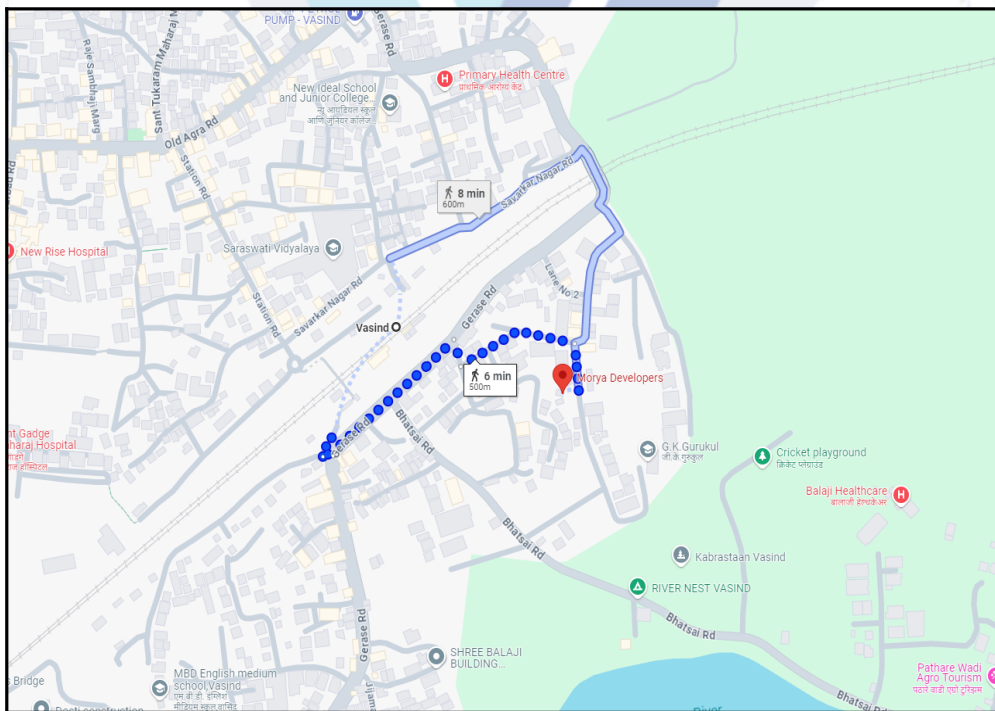 PUMP - VASIND
Gerase Rd
Raje Sambhaji Marg
Sant Tukaram Maharaj
Old Agra Rd
Station Rd
New Ideal School
and Junior College...
न्यू आयडियल स्कूल
आणि जुनियर कॉलेज...
Primary Health Centre
प्राथमिक आरोग्य केंद्र
8 min
600m
Savarkar Nagar Rd
Saraswati Vidyalaya
New Rise Hospital
Station Rd
Savarkar Nagar Rd
Vasind
Gerase Rd
Lane No 2
6 min
500m
Morya Developers
Gerase Rd
Bhatsai Rd
Gadge
Hospital
G.K.Gurukul
जी.के.गुरुकुल
Cricket playground
क्रिकेट प्लेग्राउंड
Balaji Healthcare
बालाजी हेल्थकेअर
Bhatsai Rd
Kabrastaan Vasind
RIVER NEST VASIND
Bhatsai Rd
Gerase Rd
SHREE BALAJI
BUILDING...
MBD English medium
school,Vasind
एम.बी.डी. इंग्लिश
मीडियम स्कूल,वासिंद
Bridge
Pathare Wadi
Agro Tourism
पठारे वाडी एग्रो टुरिझम
Bhatsai Rd
River